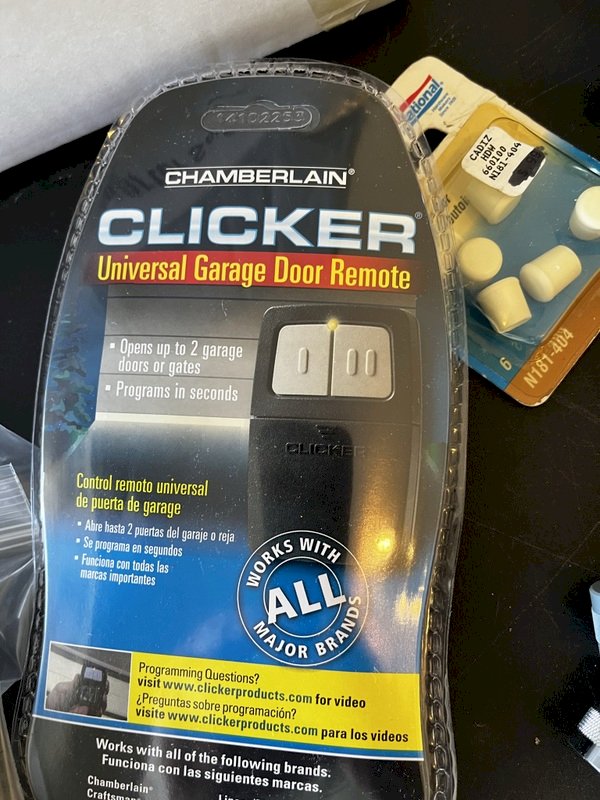 14102253
CHAMBERLAIN®
CLICKER®
Universal Garage Door Remote
• Opens up to 2 garage
doors or gates
• Programs in seconds
I II
CLICKER
Control remoto universal
de puerta de garage
• Abre hasta 2 puertas del garaje o reja
• Se programa en segundos
• Funciona con todas las
marcas importantes
WORKS WITH
ALL
MAJOR BRANDS
Programming Questions?
visit www.clickerproducts.com for video
¿Preguntas sobre programación?
visite www.clickerproducts.com para los videos
Works with all of the following brands.
Funciona con las siguientes marcas.
Chamberlain®
CADIZ
HDW
660100
N181-404
6
N181-404